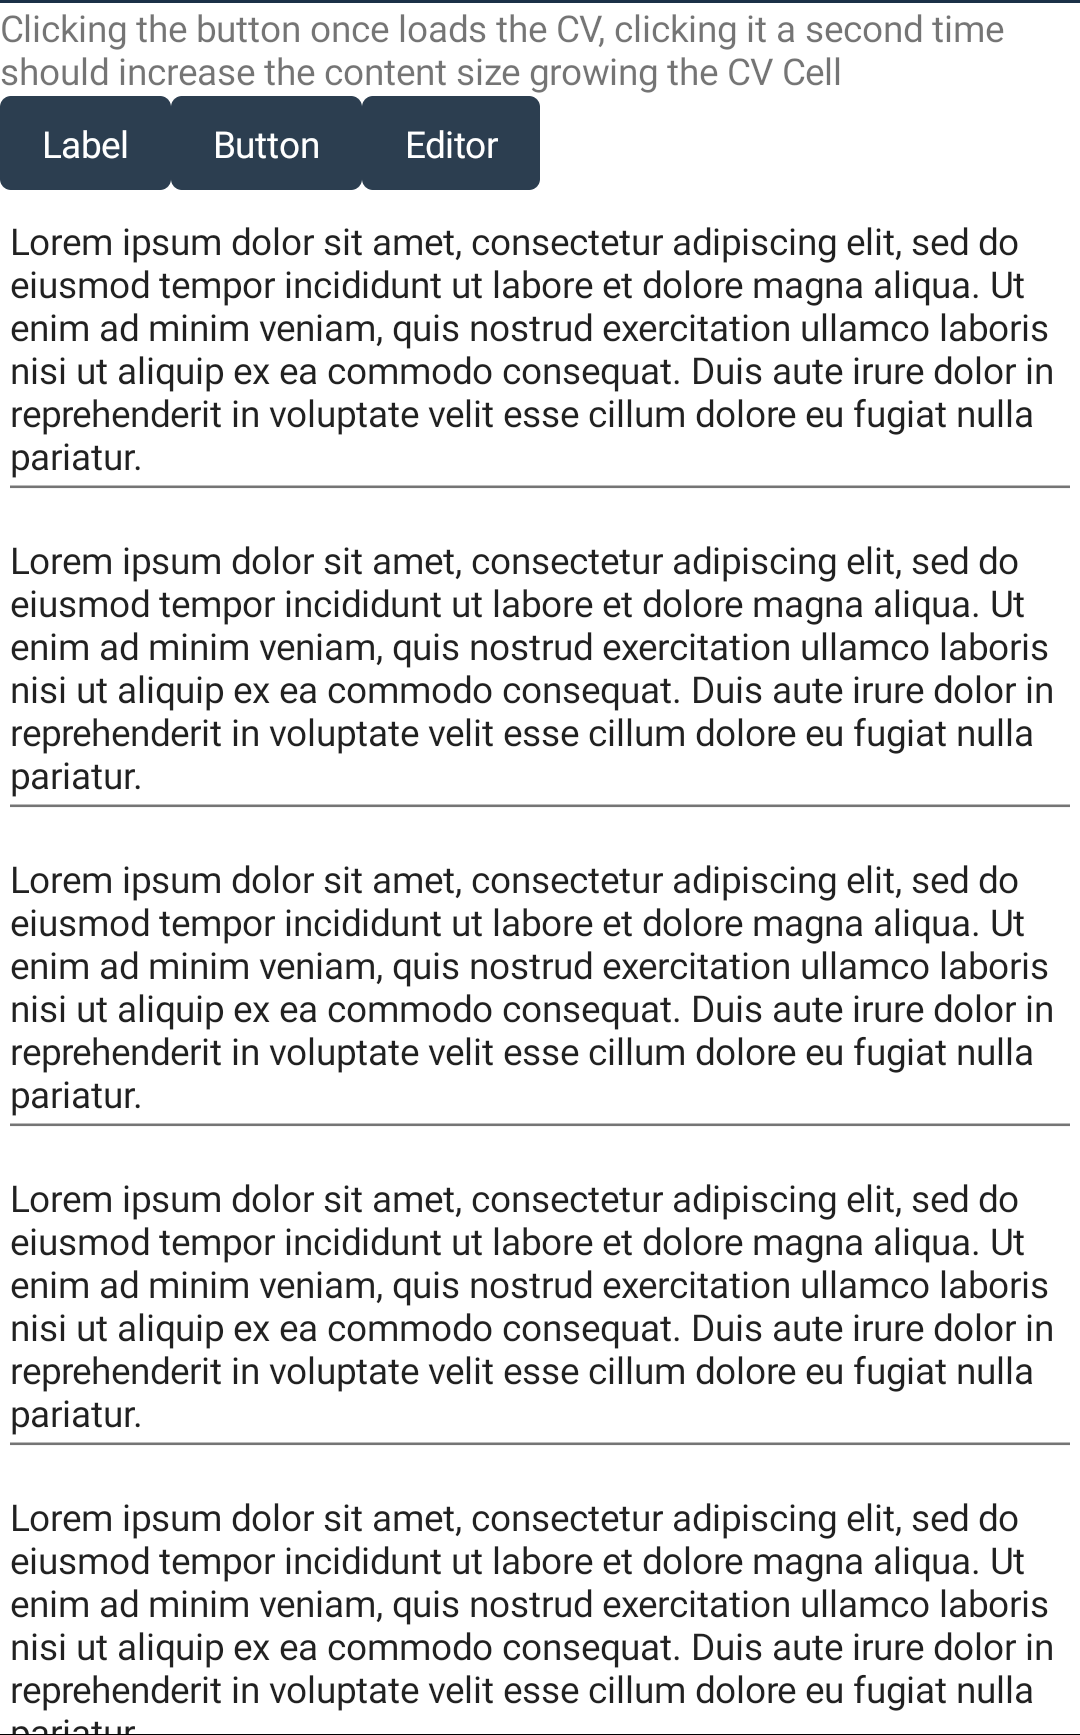 Clicking the button once loads the CV, clicking it a second time
should increase the content size growing the CV Cell
Label Button Editor
Lorem ipsum dolor sit amet, consectetur adipiscing elit, sed do
eiusmod tempor incididunt ut labore et dolore magna aliqua. Ut
enim ad minim veniam, quis nostrud exercitation ullamco laboris
nisi ut aliquip ex ea commodo consequat. Duis aute irure dolor in
reprehenderit in voluptate velit esse cillum dolore eu fugiat nulla
pariatur.
Lorem ipsum dolor sit amet, consectetur adipiscing elit, sed do
eiusmod tempor incididunt ut labore et dolore magna aliqua. Ut
enim ad minim veniam, quis nostrud exercitation ullamco laboris
nisi ut aliquip ex ea commodo consequat. Duis aute irure dolor in
reprehenderit in voluptate velit esse cillum dolore eu fugiat nulla
pariatur.
Lorem ipsum dolor sit amet, consectetur adipiscing elit, sed do
eiusmod tempor incididunt ut labore et dolore magna aliqua. Ut
enim ad minim veniam, quis nostrud exercitation ullamco laboris
nisi ut aliquip ex ea commodo consequat. Duis aute irure dolor in
reprehenderit in voluptate velit esse cillum dolore eu fugiat nulla
pariatur.
Lorem ipsum dolor sit amet, consectetur adipiscing elit, sed do
eiusmod tempor incididunt ut labore et dolore magna aliqua. Ut
enim ad minim veniam, quis nostrud exercitation ullamco laboris
nisi ut aliquip ex ea commodo consequat. Duis aute irure dolor in
reprehenderit in voluptate velit esse cillum dolore eu fugiat nulla
pariatur.
Lorem ipsum dolor sit amet, consectetur adipiscing elit, sed do
eiusmod tempor incididunt ut labore et dolore magna aliqua. Ut
enim ad minim veniam, quis nostrud exercitation ullamco laboris
nisi ut aliquip ex ea commodo consequat. Duis aute irure dolor in
reprehenderit in voluptate velit esse cillum dolore eu fugiat nulla